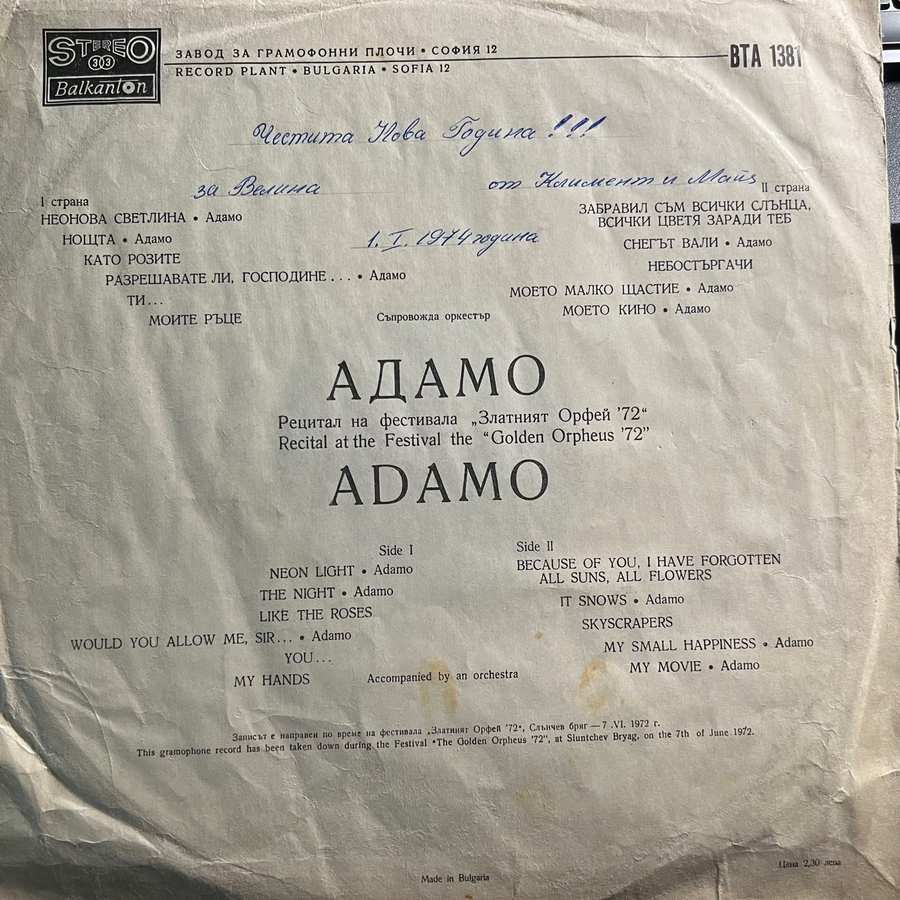 STEREO
33
Balkanton
ЗАВОД ЗА ГРАМОФОННИ ПЛОЧИ • СОФИЯ 12
RECORD PLANT • BULGARIA • SOFIA 12
ВТА 1381
Честита Нова Година!!!
за Велина от Климент и Майя
I страна
НЕОНОВА СВЕТЛИНА • Адамо
НОЩТА • Адамо
КАТО РОЗИТЕ
РАЗРЕШАВАТЕ ЛИ, ГОСПОДИНЕ... • Адамо
ТИ...
МОИТЕ РЪЦЕ
1. I. 1974 година
Съпровожда оркестър
II страна
ЗАБРАВИЛ СЪМ ВСИЧКИ СЛЪНЦА,
ВСИЧКИ ЦВЕТЯ ЗАРАДИ ТЕБ
СНЕГЪТ ВАЛИ • Адамо
НЕБОСТЪРГАЧИ
МОЕТО МАЛКО ЩАСТИЕ • Адамо
МОЕТО КИНО • Адамо
АДАМО
Рецитал на фестивала „Златният Орфей '72“
Recital at the Festival the “Golden Orpheus '72”
ADAMO
Side I
NEON LIGHT • Adamo
THE NIGHT • Adamo
LIKE THE ROSES
WOULD YOU ALLOW ME, SIR... • Adamo
YOU...
MY HANDS
Accompanied by an orchestra
Side II
BECAUSE OF YOU, I HAVE FORGOTTEN
ALL SUNS, ALL FLOWERS
IT SNOWS • Adamo
SKYSCRAPERS
MY SMALL HAPPINESS • Adamo
MY MOVIE • Adamo
Записът е направен по време на фестивала „Златният Орфей '72“, Слънчев бряг — 7 .VI. 1972 г.
This gramophone record has been taken down during the Festival “The Golden Orpheus '72”, at Sluntchev Bryag, on the 7th of June 1972.
Цена 2,30 лева
Made in Bulgaria